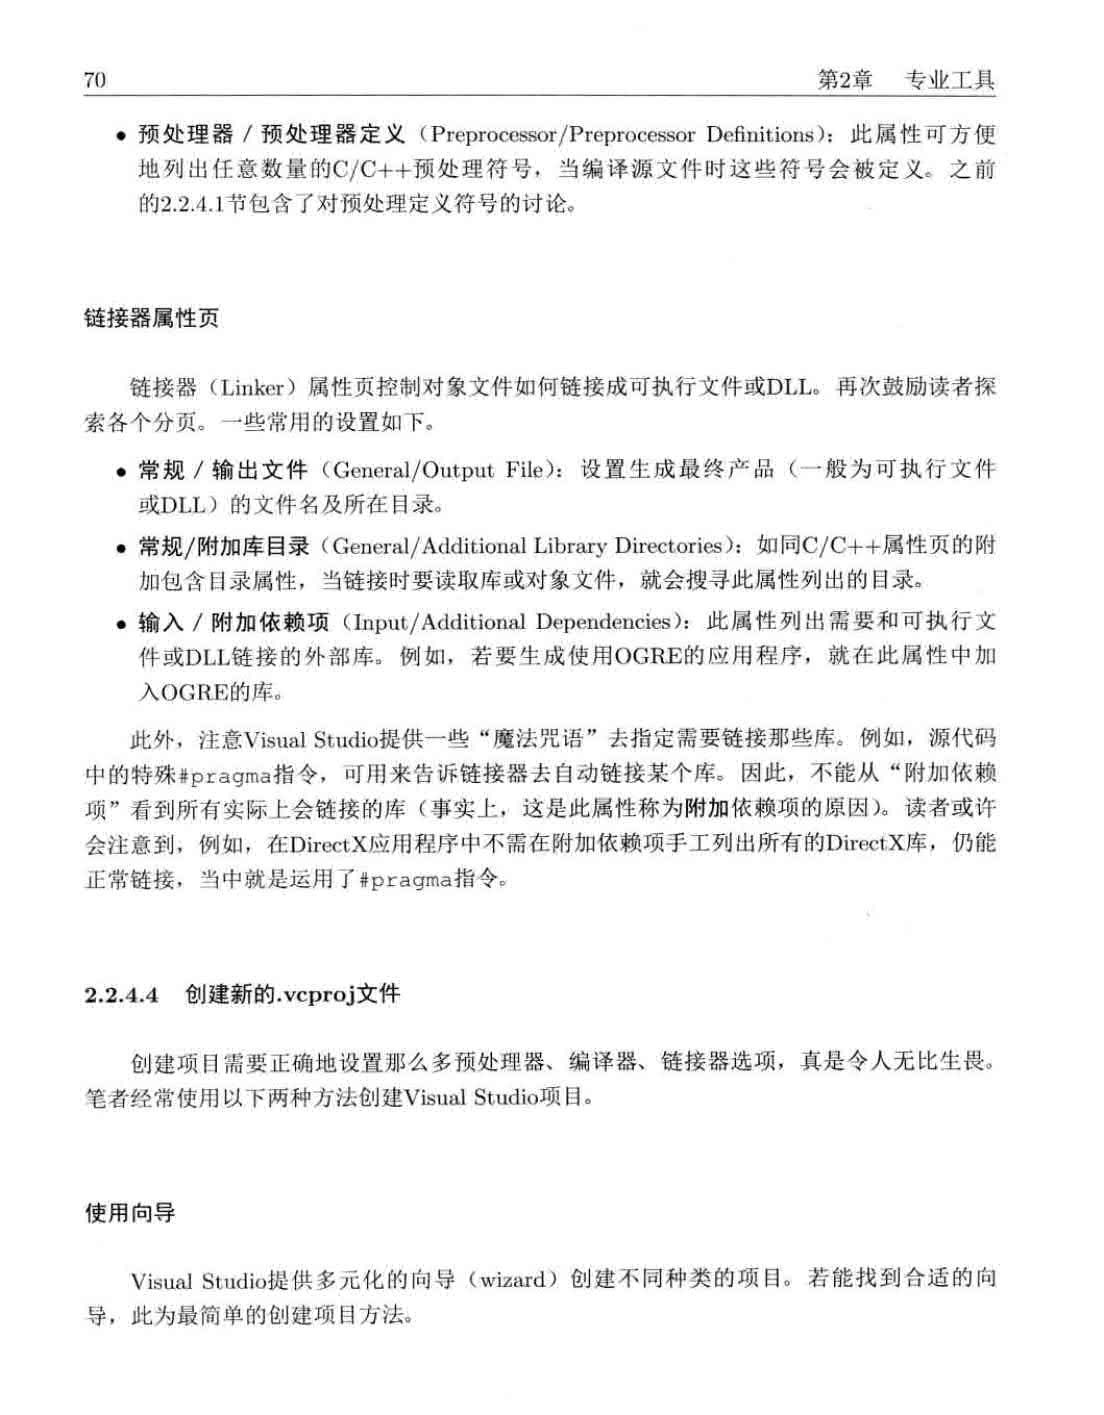 70 第2章 专业工具
● 预处理器 / 预处理器定义（Preprocessor/Preprocessor Definitions）：此属性可方便
地列出任意数量的C/C++预处理符号，当编译源文件时这些符号会被定义。之前
的2.2.4.1节包含了对预处理定义符号的讨论。
链接器属性页
链接器（Linker）属性页控制对象文件如何链接成可执行文件或DLL。再次鼓励读者探
索各个分页。一些常用的设置如下。
● 常规 / 输出文件（General/Output File）：设置生成最终产品（一般为可执行文件
或DLL）的文件名及所在目录。
● 常规/附加库目录（General/Additional Library Directories）：如同C/C++属性页的附
加包含目录属性，当链接时要读取库或对象文件，就会搜寻此属性列出的目录。
● 输入 / 附加依赖项（Input/Additional Dependencies）：此属性列出需要和可执行文
件或DLL链接的外部库。例如，若要生成使用OGRE的应用程序，就在此属性中加
入OGRE的库。
此外，注意Visual Studio提供一些“魔法咒语”去指定需要链接那些库。例如，源代码
中的特殊#pragma指令，可用来告诉链接器去自动链接某个库。因此，不能从“附加依赖
项”看到所有实际上会链接的库（事实上，这是此属性称为附加依赖项的原因）。读者或许
会注意到，例如，在DirectX应用程序中不需在附加依赖项手工列出所有的DirectX库，仍能
正常链接，当中就是运用了#pragma指令。
2.2.4.4 创建新的.vcproj文件
创建项目需要正确地设置那么多预处理器、编译器、链接器选项，真是令人无比生畏。
笔者经常使用以下两种方法创建Visual Studio项目。
使用向导
Visual Studio提供多元化的向导（wizard）创建不同种类的项目。若能找到合适的向
导，此为最简单的创建项目方法。